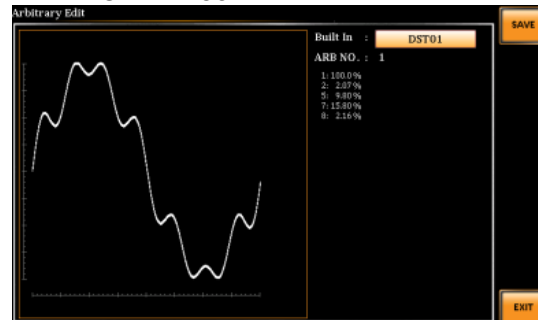 Arbitrary Edit
SAVE
Built In : DST01
ARB NO. : 1
1: 100.0%
2: 2.07%
5: 9.80%
7: 15.80%
8: 2.16%
EXIT